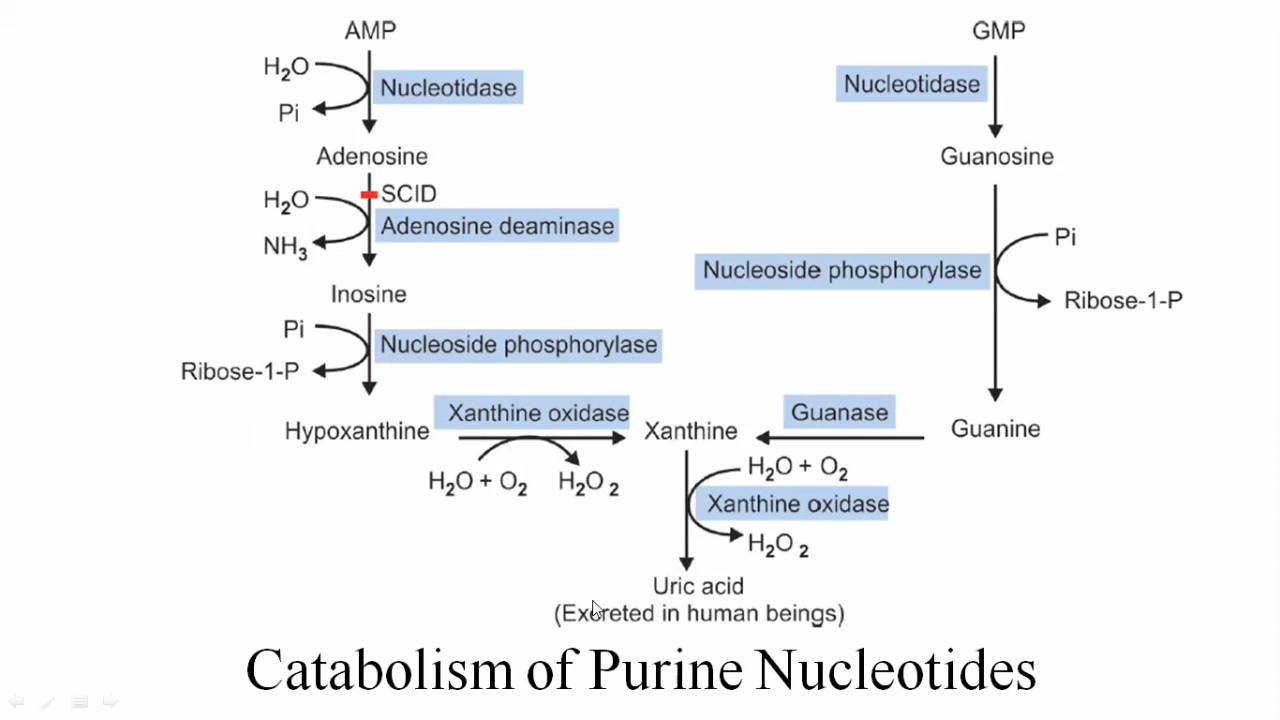 AMP
H₂O
Nucleotidase
Pi
Adenosine
SCID
H₂O
Adenosine deaminase
NH₃
Inosine
Pi
Nucleoside phosphorylase
Ribose-1-P
Hypoxanthine
Xanthine oxidase
H₂O + O₂
H₂O₂
Xanthine
GMP
Nucleotidase
Guanosine
Pi
Nucleoside phosphorylase
Ribose-1-P
Guanine
Guanase
H₂O + O₂
Xanthine oxidase
H₂O₂
Uric acid
(Excreted in human beings)
Catabolism of Purine Nucleotides